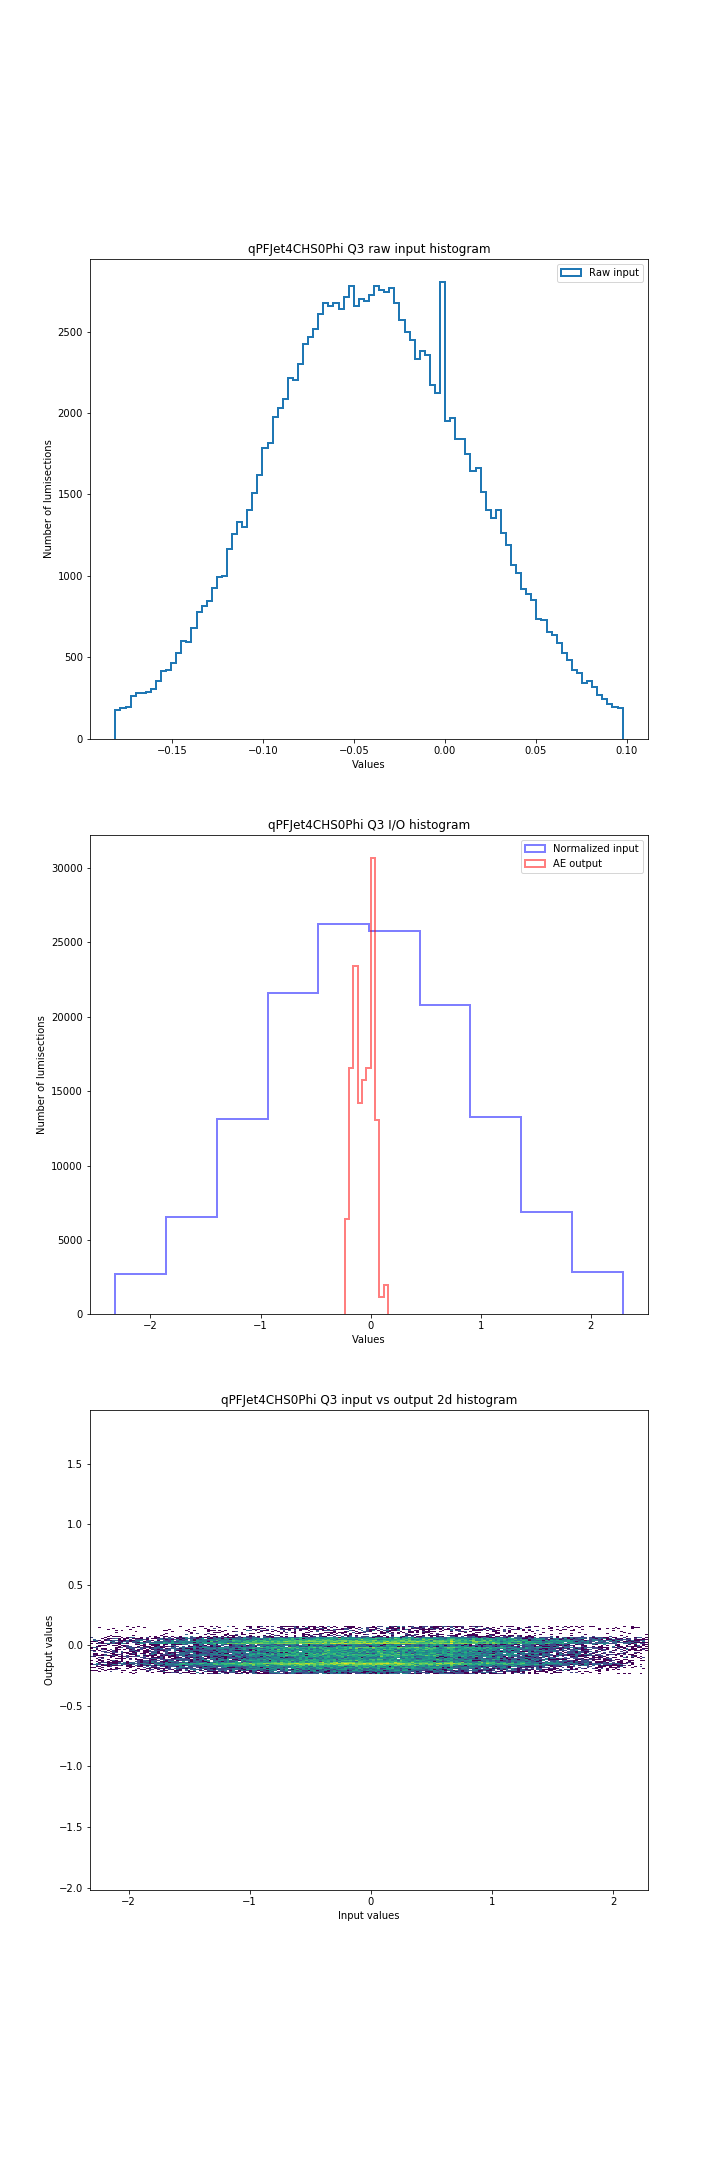 qPFJet4CHS0Phi Q3 raw input histogram
Raw input
2500
2000
1500
1000
500
0
Number of lumisections
−0.15 −0.10 −0.05 0.00 0.05 0.10
Values
qPFJet4CHS0Phi Q3 I/O histogram
Normalized input
AE output
30000
25000
20000
15000
10000
5000
0
Number of lumisections
−2 −1 0 1 2
Values
qPFJet4CHS0Phi Q3 input vs output 2d histogram
1.5
1.0
0.5
0.0
−0.5
−1.0
−1.5
−2.0
Output values
−2 −1 0 1 2
Input values